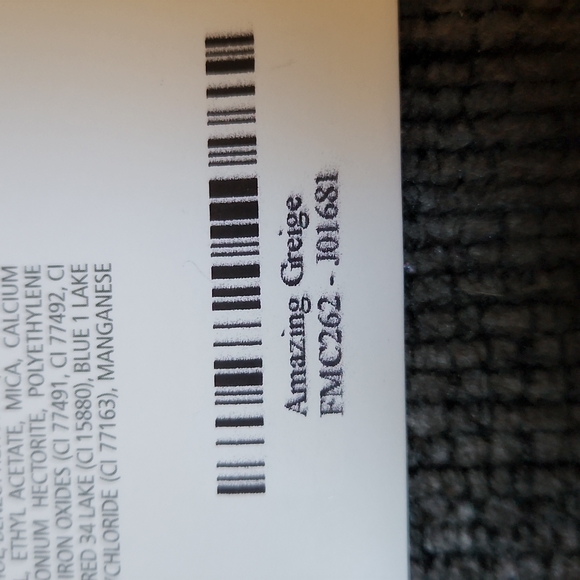 ETHYL ACETATE, MICA, CALCIUM
ONIUM HECTORITE, POLYETHYLENE
IRON OXIDES (CI 77491, CI 77492, CI
RED 34 LAKE (CI 15880), BLUE 1 LAKE
YCHLORIDE (CI 77163), MANGANESE
Amazing Greige
FMC262 - J01681